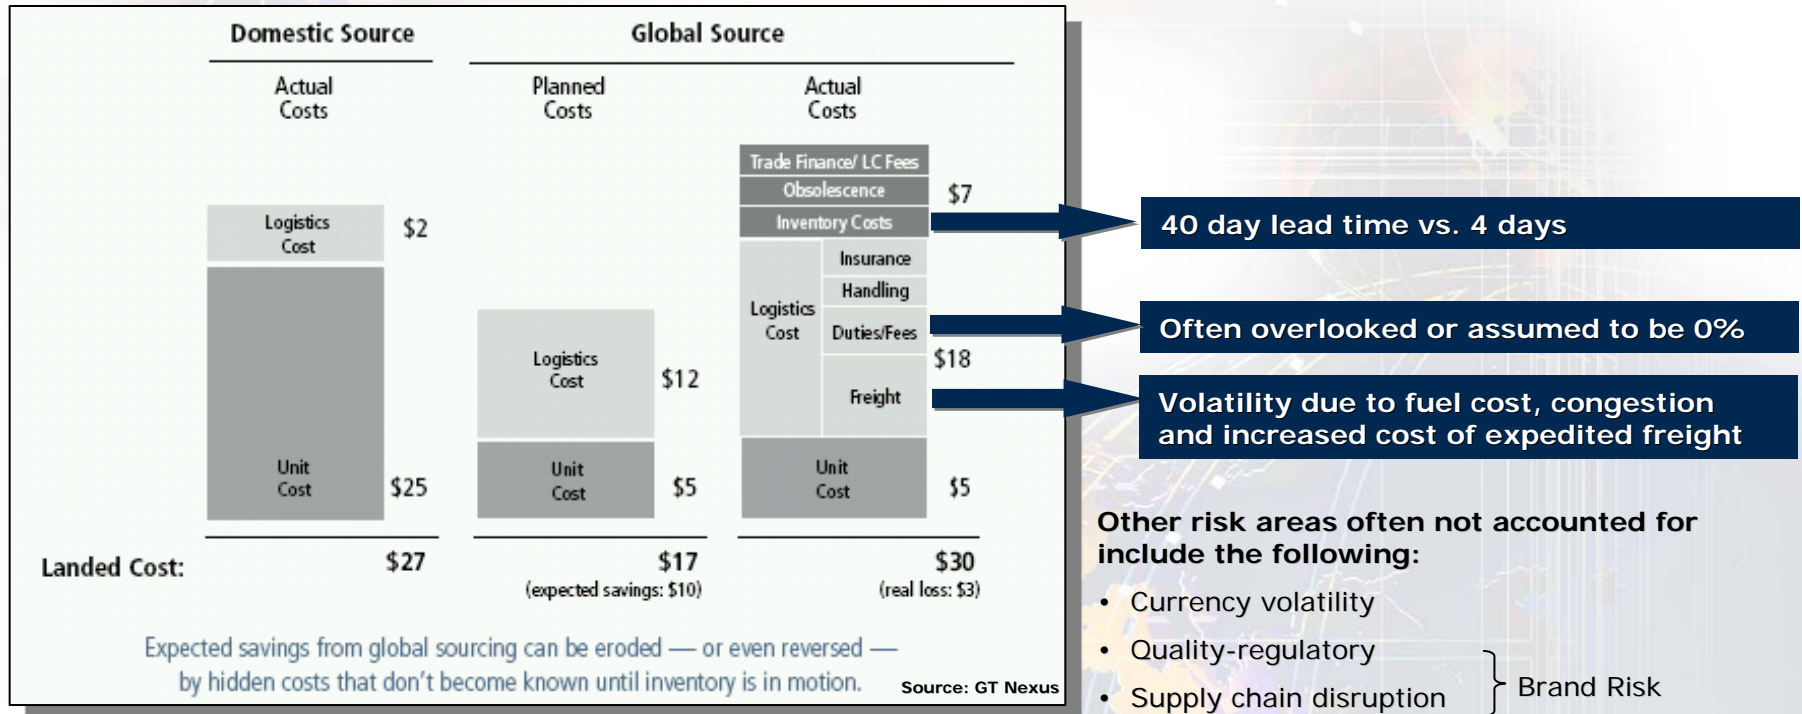 Domestic Source
Global Source
Actual
Costs
Planned
Costs
Actual
Costs
Logistics
Cost
$2
Unit
Cost
$25
Logistics
Cost
$12
Unit
Cost
$5
Trade Finance/ LC Fees
Obsolescence
$7
Inventory Costs
Insurance
Handling
Logistics
Cost
Duties/Fees
$18
Freight
Unit
Cost
$5
Landed Cost:
$27
$17
(expected savings: $10)
$30
(real loss: $3)
Expected savings from global sourcing can be eroded — or even reversed —
by hidden costs that don't become known until inventory is in motion.
Source: GT Nexus
40 day lead time vs. 4 days
Often overlooked or assumed to be 0%
Volatility due to fuel cost, congestion
and increased cost of expedited freight
Other risk areas often not accounted for
include the following:
• Currency volatility
• Quality-regulatory
• Supply chain disruption
Brand Risk